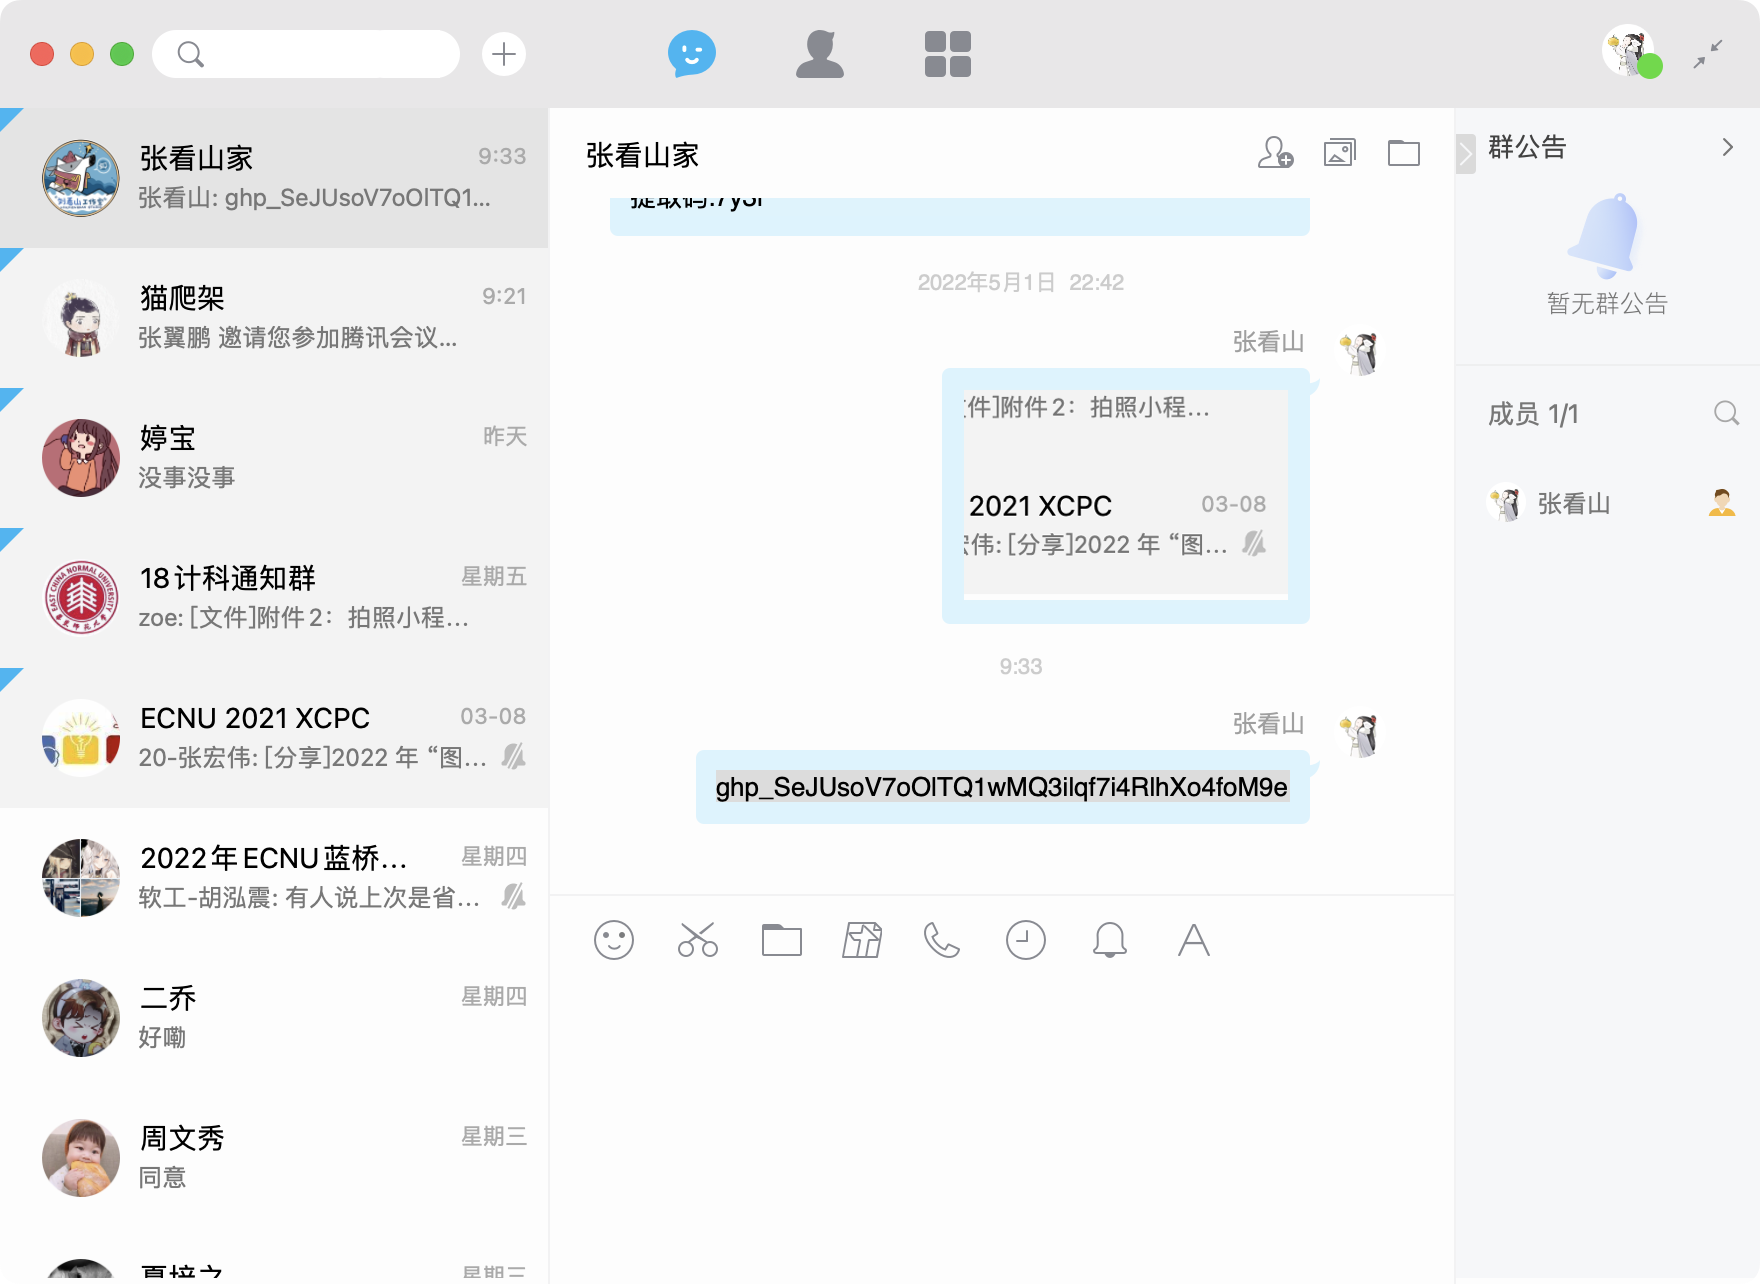 张看山家
9:33
张看山: ghp_SeJUsoV7oOlTQ1...
猫爬架
9:21
张翼鹏 邀请您参加腾讯会议...
婷宝
昨天
没事没事
18计科通知群
星期五
zoe: [文件]附件2：拍照小程...
ECNU 2021 XCPC
03-08
20-张宏伟: [分享]2022 年 “图...
2022年ECNU蓝桥...
星期四
软工-胡泓震: 有人说上次是省...
二乔
星期四
好嘞
周文秀
星期三
同意
星期三
张看山家
提取码:7y3r
2022年5月1日 22:42
张看山
件]附件2：拍照小程...
2021 XCPC
03-08
伟: [分享]2022 年 “图...
9:33
张看山
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
群公告
暂无群公告
成员 1/1
张看山